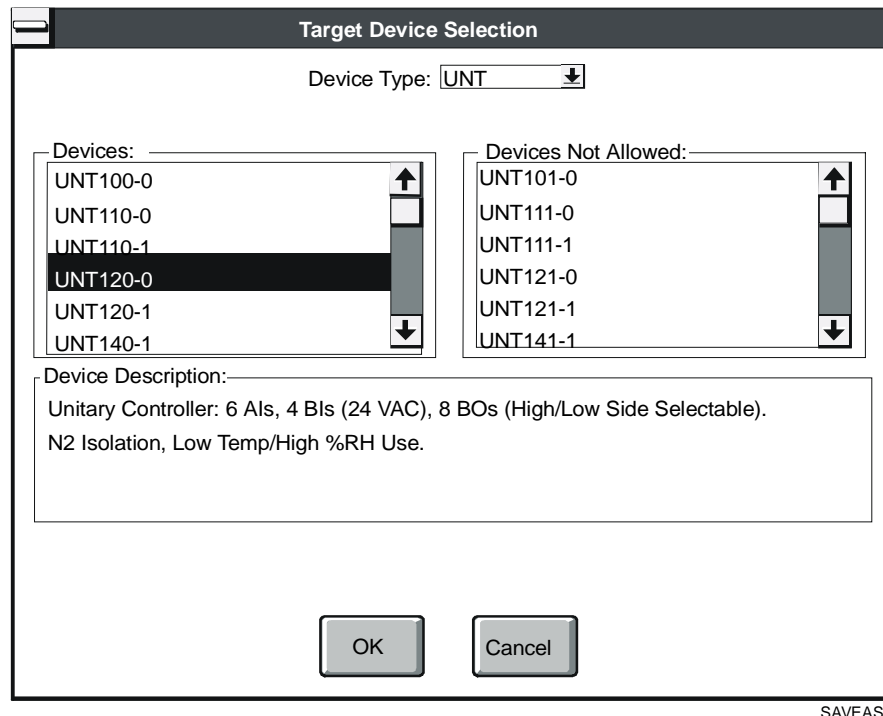 Target Device Selection
Device Type: UNT
Devices:
UNT100-0
UNT110-0
UNT110-1
UNT120-0
UNT120-1
UNT140-1
Devices Not Allowed:
UNT101-0
UNT111-0
UNT111-1
UNT121-0
UNT121-1
UNT141-1
Device Description:
Unitary Controller: 6 AIs, 4 BIs (24 VAC), 8 BOs (High/Low Side Selectable).
N2 Isolation, Low Temp/High %RH Use.
OK
Cancel
SAVEAS